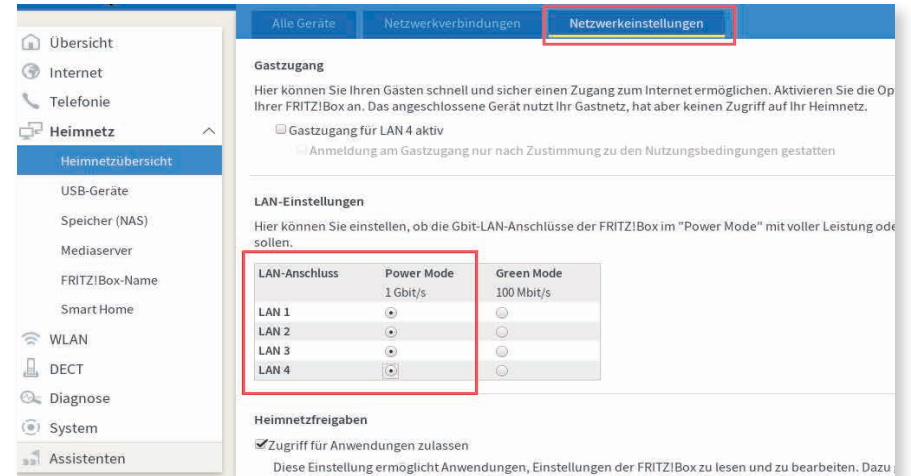 Alle Geräte
Netzwerkverbindungen
Netzwerkeinstellungen
Übersicht
Internet
Telefonie
Heimnetz
Heimnetzübersicht
USB-Geräte
Speicher (NAS)
Mediaserver
FRITZ!Box-Name
Smart Home
WLAN
DECT
Diagnose
System
Assistenten
Gastzugang
Hier können Sie Ihren Gästen schnell und sicher einen Zugang zum Internet ermöglichen. Aktivieren Sie die Op
Ihrer FRITZ!Box an. Das angeschlossene Gerät nutzt Ihr Gastnetz, hat aber keinen Zugriff auf Ihr Heimnetz.
Gastzugang für LAN 4 aktiv
Anmeldung am Gastzugang nur nach Zustimmung zu den Nutzungsbedingungen gestatten
LAN-Einstellungen
Hier können Sie einstellen, ob die Gbit-LAN-Anschlüsse der FRITZ!Box im "Power Mode" mit voller Leistung ode
sollen.
LAN-Anschluss Power Mode Green Mode
1 Gbit/s 100 Mbit/s
LAN 1
LAN 2
LAN 3
LAN 4
Heimnetzfreigaben
Zugriff für Anwendungen zulassen
Diese Einstellung ermöglicht Anwendungen, Einstellungen der FRITZ!Box zu lesen und zu bearbeiten. Dazu